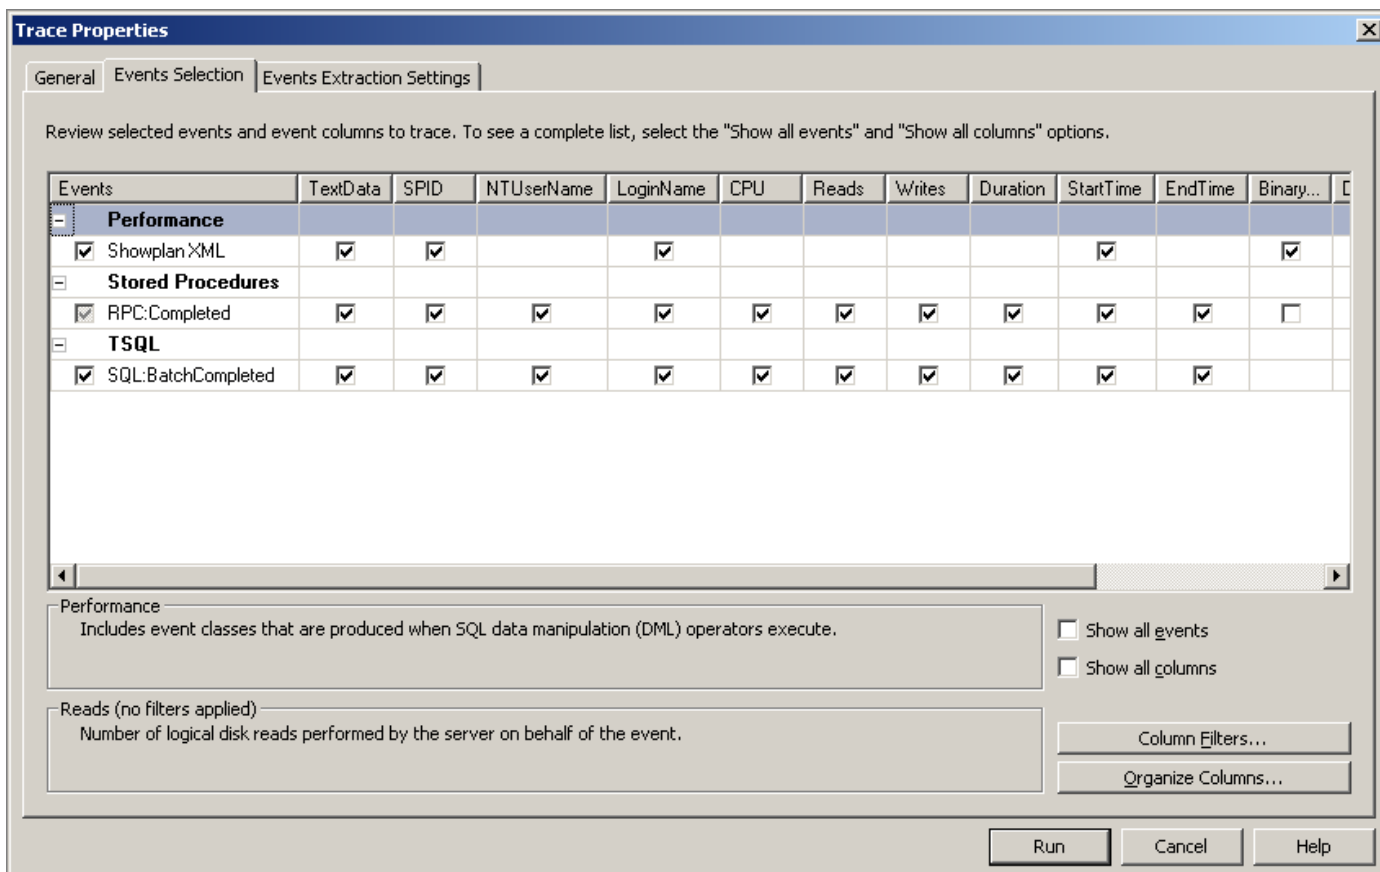 Trace Properties
General Events Selection Events Extraction Settings
Review selected events and event columns to trace. To see a complete list, select the "Show all events" and "Show all columns" options.
Events TextData SPID NTUserName LoginName CPU Reads Writes Duration StartTime EndTime Binary...
Performance
Showplan XML
Stored Procedures
RPC:Completed
TSQL
SQL:BatchCompleted
Performance
Includes event classes that are produced when SQL data manipulation (DML) operators execute.
Show all events
Show all columns
Reads (no filters applied)
Number of logical disk reads performed by the server on behalf of the event.
Column Filters...
Organize Columns...
Run Cancel Help